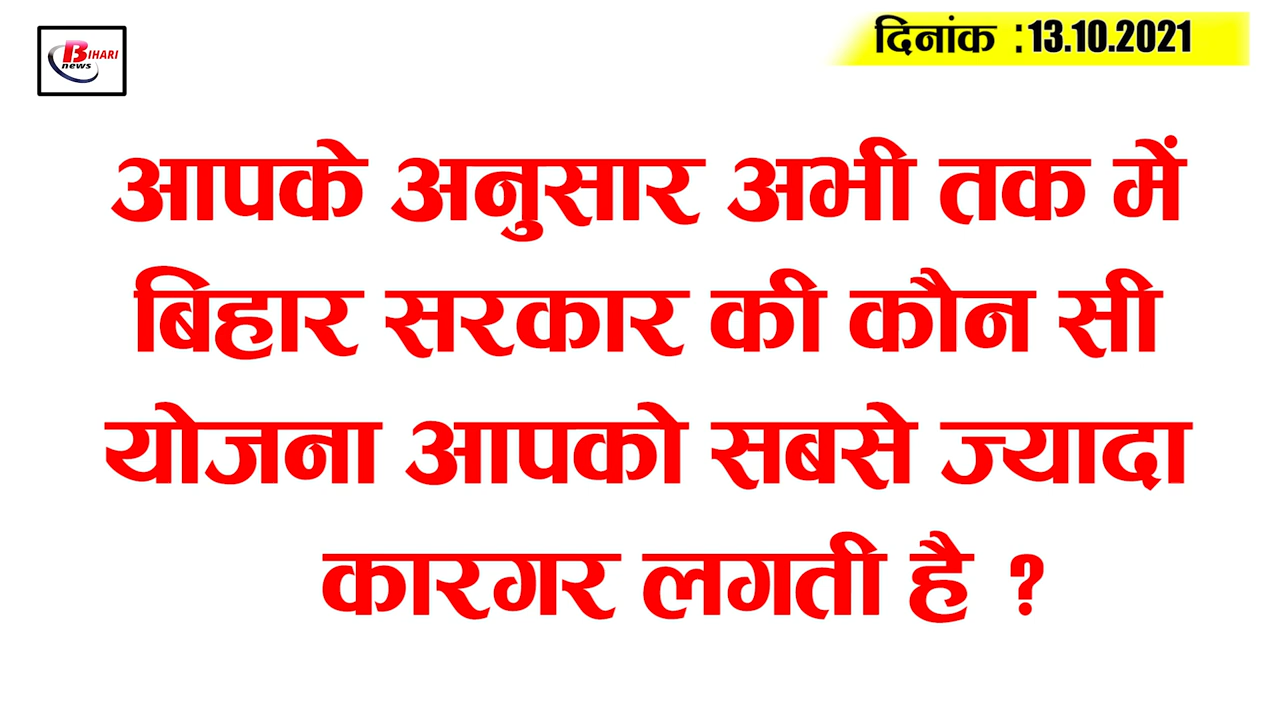 BIHARI
news
दिनांक :13.10.2021
आपके अनुसार अभी तक में
बिहार सरकार की कौन सी
योजना आपको सबसे ज्यादा
कारगर लगती है ?